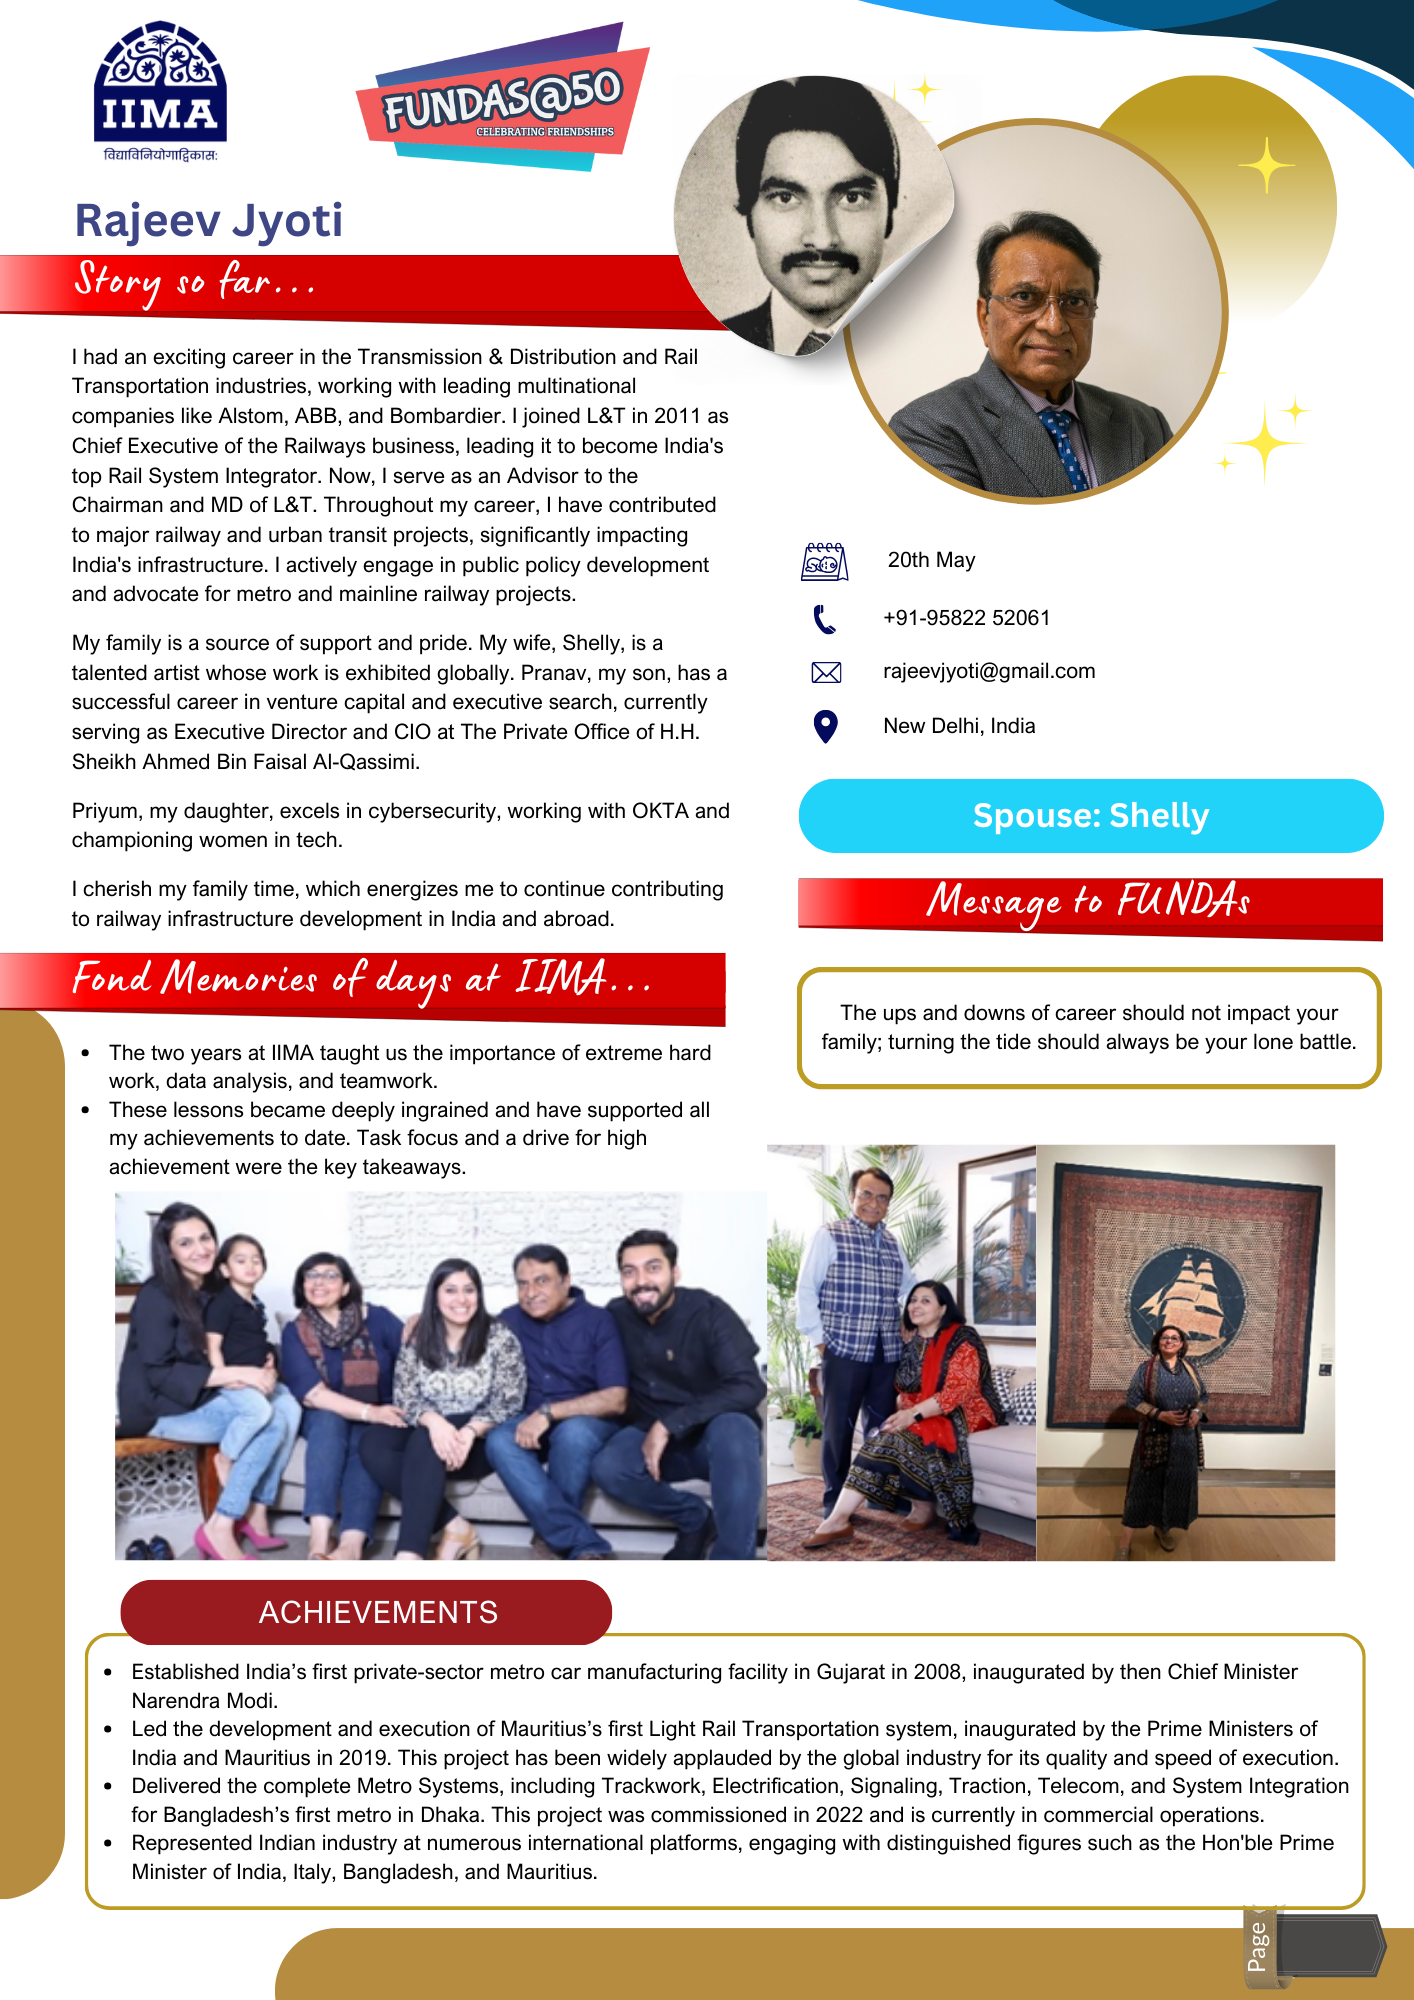 IIMA
विद्याविनियोगाद्विकासः
FUNDAS@50
CELEBRATING FRIENDSHIPS
Rajeev Jyoti
Story so far...
I had an exciting career in the Transmission & Distribution and Rail
Transportation industries, working with leading multinational
companies like Alstom, ABB, and Bombardier. I joined L&T in 2011 as
Chief Executive of the Railways business, leading it to become India's
top Rail System Integrator. Now, I serve as an Advisor to the
Chairman and MD of L&T. Throughout my career, I have contributed
to major railway and urban transit projects, significantly impacting
India's infrastructure. I actively engage in public policy development
and advocate for metro and mainline railway projects.
My family is a source of support and pride. My wife, Shelly, is a
talented artist whose work is exhibited globally. Pranav, my son, has a
successful career in venture capital and executive search, currently
serving as Executive Director and CIO at The Private Office of H.H.
Sheikh Ahmed Bin Faisal Al-Qassimi.
Priyum, my daughter, excels in cybersecurity, working with OKTA and
championing women in tech.
I cherish my family time, which energizes me to continue contributing
to railway infrastructure development in India and abroad.
20th May
+91-95822 52061
rajeevjyoti@gmail.com
New Delhi, India
Spouse: Shelly
Message to FUNDAs
The ups and downs of career should not impact your
family; turning the tide should always be your lone battle.
Fond Memories of days at IIMA...
• The two years at IIMA taught us the importance of extreme hard
work, data analysis, and teamwork.
• These lessons became deeply ingrained and have supported all
my achievements to date. Task focus and a drive for high
achievement were the key takeaways.
ACHIEVEMENTS
• Established India’s first private-sector metro car manufacturing facility in Gujarat in 2008, inaugurated by then Chief Minister
Narendra Modi.
• Led the development and execution of Mauritius’s first Light Rail Transportation system, inaugurated by the Prime Ministers of
India and Mauritius in 2019. This project has been widely applauded by the global industry for its quality and speed of execution.
• Delivered the complete Metro Systems, including Trackwork, Electrification, Signaling, Traction, Telecom, and System Integration
for Bangladesh’s first metro in Dhaka. This project was commissioned in 2022 and is currently in commercial operations.
• Represented Indian industry at numerous international platforms, engaging with distinguished figures such as the Hon'ble Prime
Minister of India, Italy, Bangladesh, and Mauritius.
Page